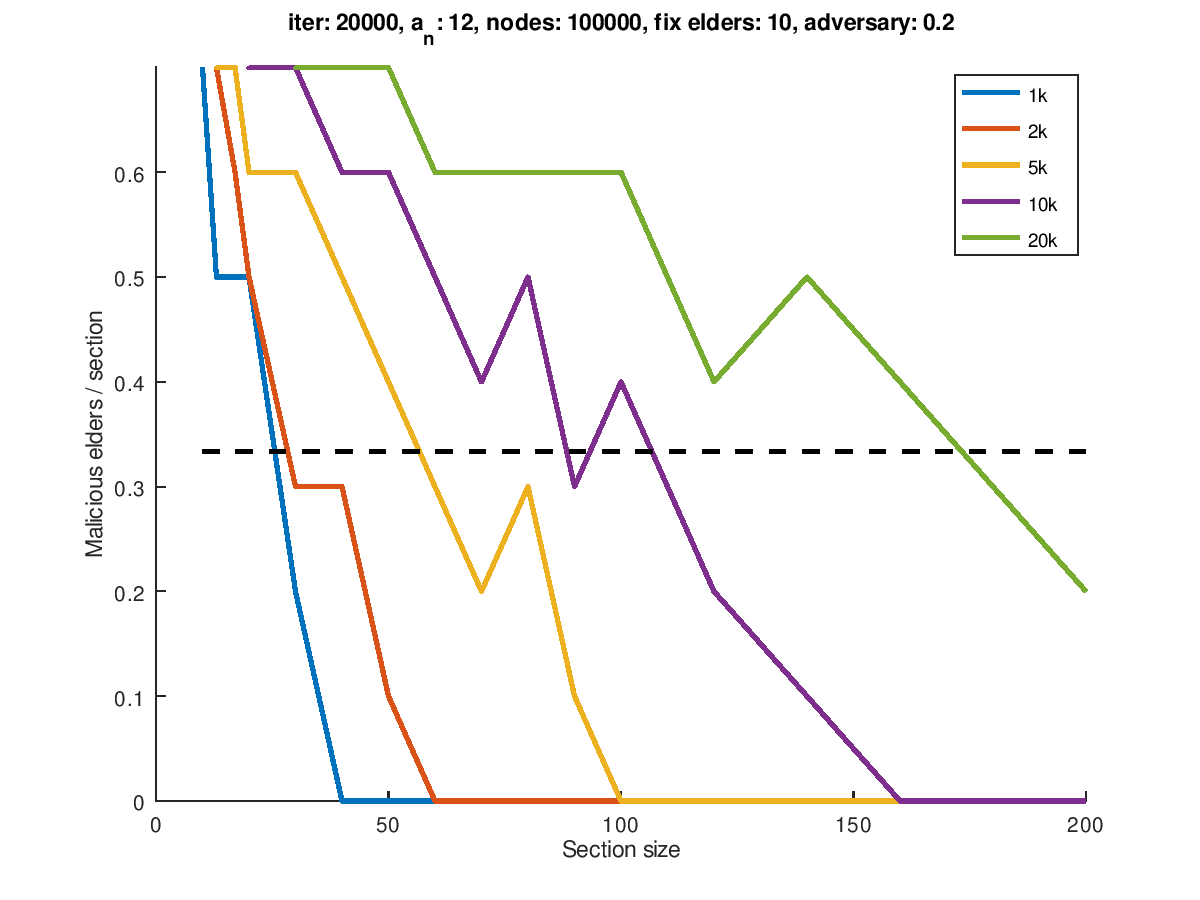 iter: 20000, a_n: 12, nodes: 100000, fix elders: 10, adversary: 0.2
1k
2k
5k
10k
20k
0.6
0.5
0.4
0.3
0.2
0.1
0
Malicious elders / section
0 50 100 150 200
Section size